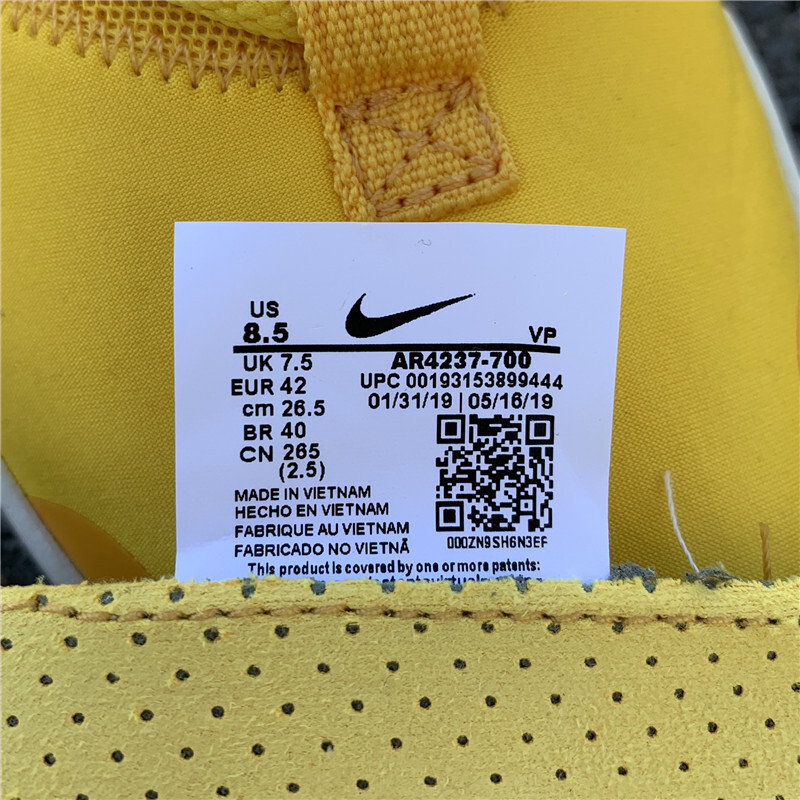 US
8.5 VP
UK 7.5 AR4237-700
EUR 42 UPC 00193153899444
cm 26.5 01/31/19 | 05/16/19
BR 40
CN 265
(2.5)
MADE IN VIETNAM
HECHO EN VIETNAM
FABRIQUE AU VIETNAM
FABRICADO NO VIETNÃ
000ZN9SH6N3EF
This product is covered by one or more patents: